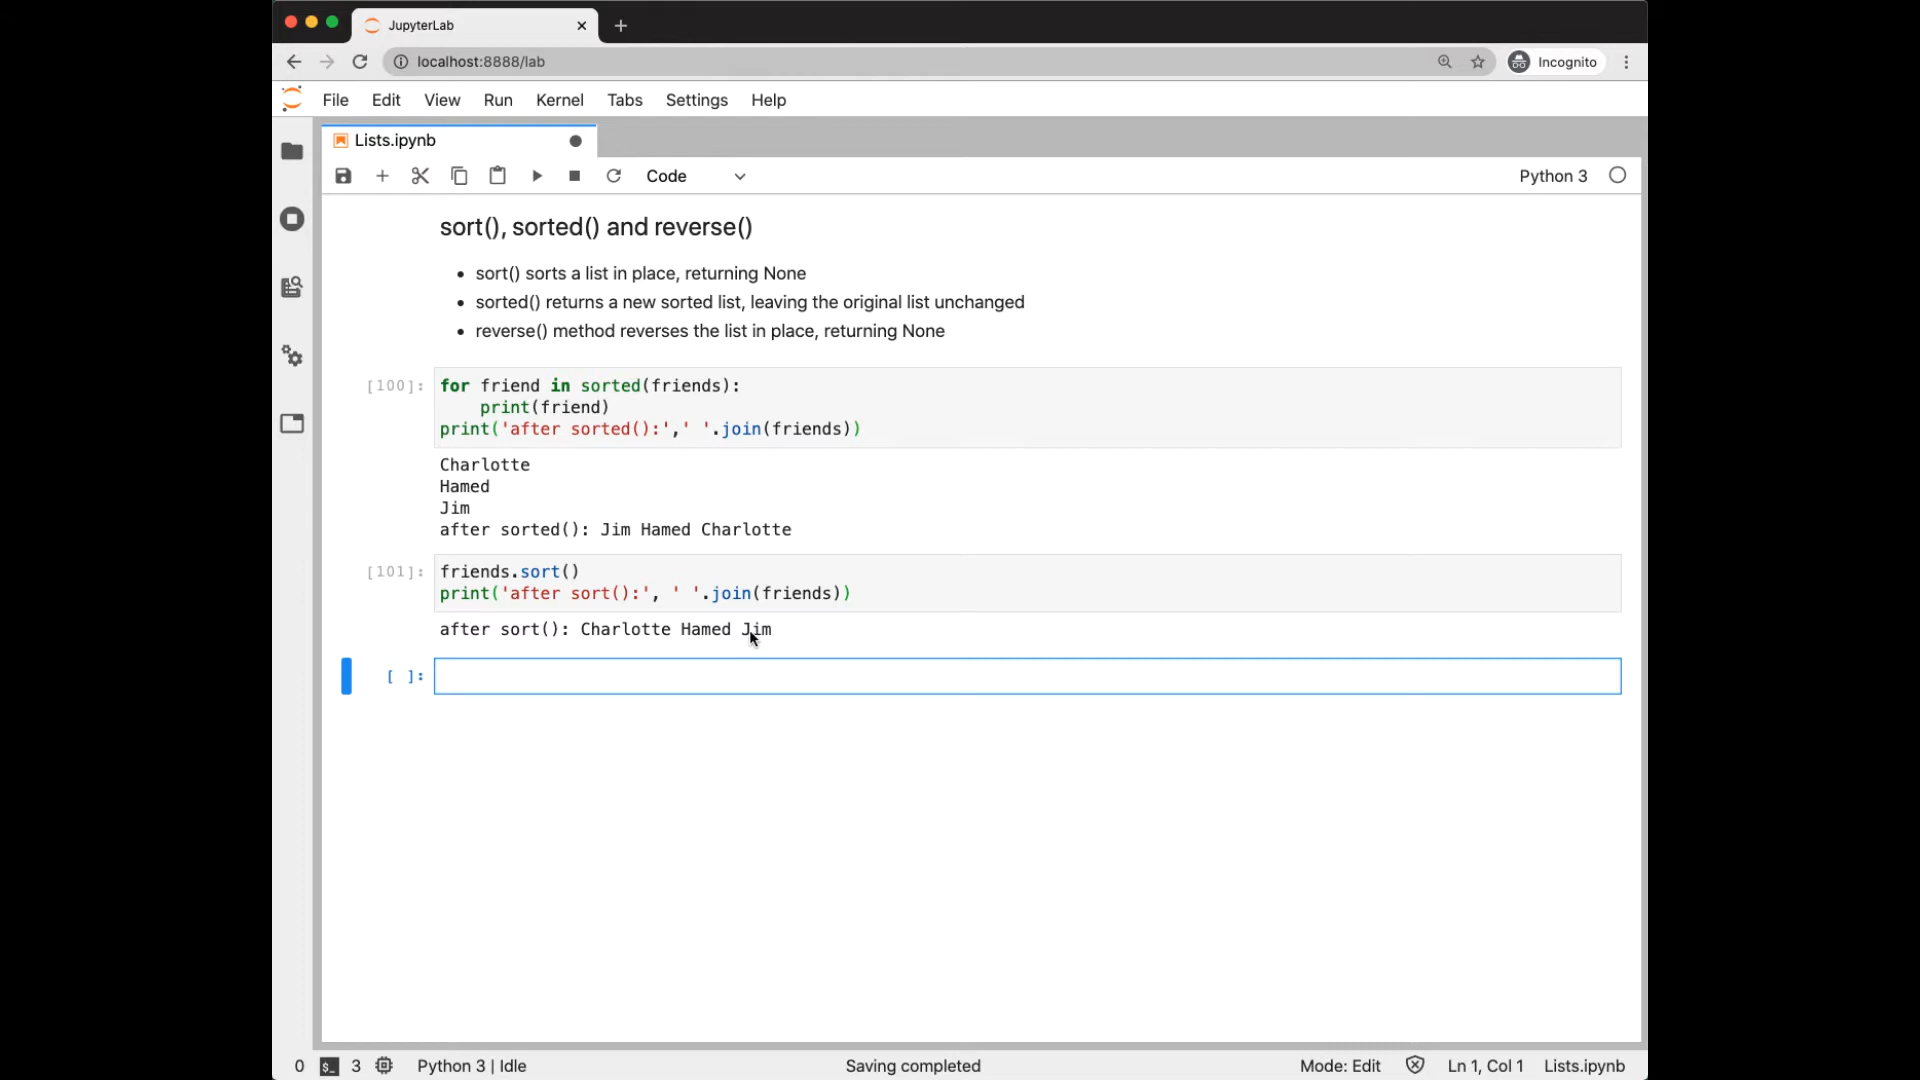 JupyterLab
localhost:8888/lab
Incognito
File Edit View Run Kernel Tabs Settings Help
Lists.ipynb
Code
Python 3
sort(), sorted() and reverse()
• sort() sorts a list in place, returning None
• sorted() returns a new sorted list, leaving the original list unchanged
• reverse() method reverses the list in place, returning None
[100]: for friend in sorted(friends):
    print(friend)
print('after sorted():',' '.join(friends))
Charlotte
Hamed
Jim
after sorted(): Jim Hamed Charlotte
[101]: friends.sort()
print('after sort():', ' '.join(friends))
after sort(): Charlotte Hamed Jim
[ ]:
0 $_ 3 Python 3 | Idle Saving completed Mode: Edit Ln 1, Col 1 Lists.ipynb